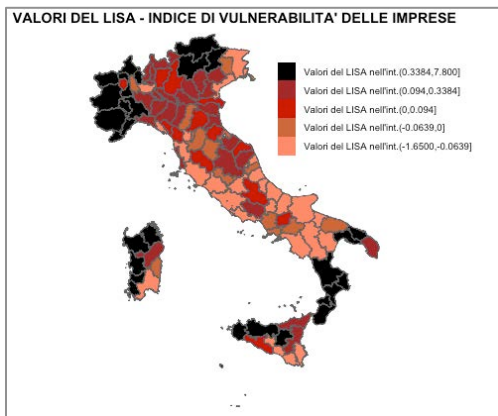 VALORI DEL LISA - INDICE DI VULNERABILITA' DELLE IMPRESE
Valori del LISA nell'int.(0.3384,7.800]
Valori del LISA nell'int.(0.094,0.3384]
Valori del LISA nell'int.(0,0.094]
Valori del LISA nell'int.(-0.0639,0]
Valori del LISA nell'int.(-1.6500,-0.0639]